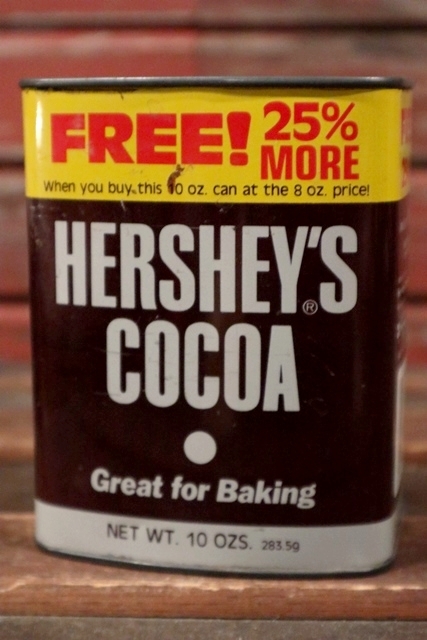 FREE! 25% MORE
When you buy this 10 oz. can at the 8 oz. price!
HERSHEY'S®
COCOA
Great for Baking
NET WT. 10 OZS. 283.5g